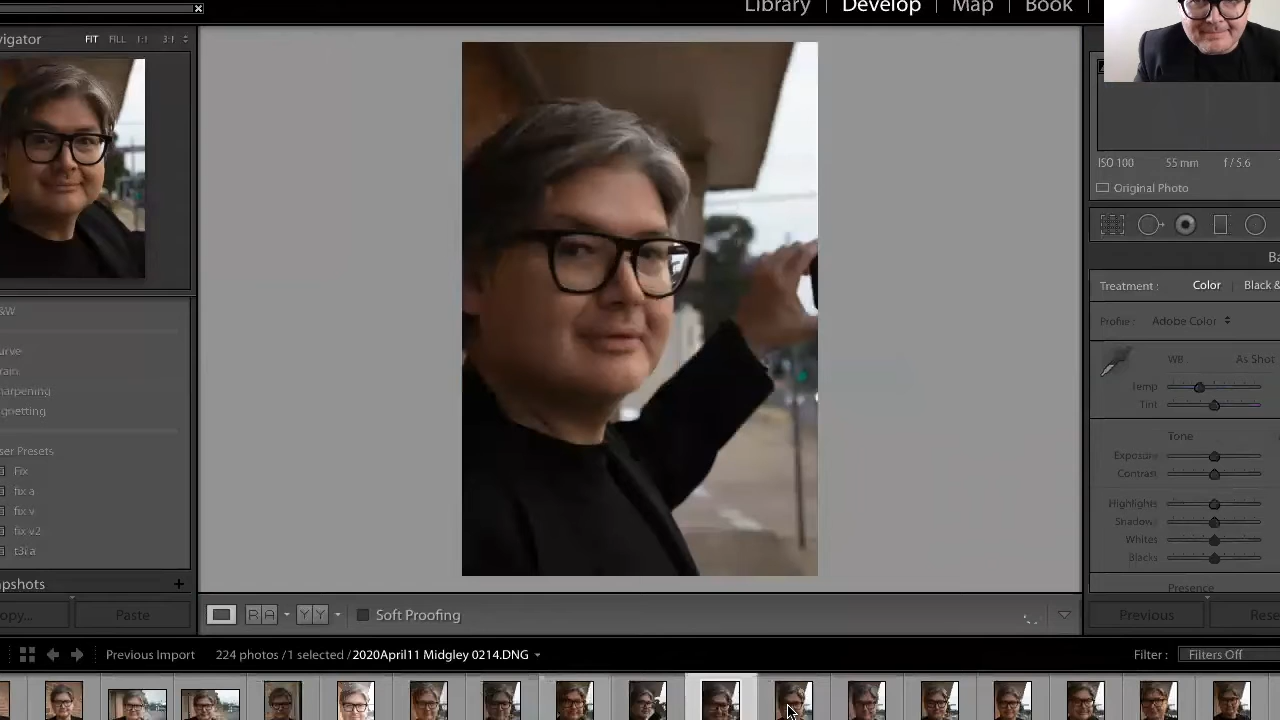 Library | Develop | Map | Book |
vigator FIT FILL 1:1 3:1
ISO 100 55 mm f / 5.6
Original Photo
Ba
Treatment : Color | Black &
&W
Profile : Adobe Color
urve
WB: As Shot
rain
Temp
harpening
Tint
gnetting
Tone
ser Presets
Exposure
Fix
Contrast
fix a
Highlights
fix v
Shadows
fix v2
Whites
t3i a
Blacks
apshots +
Presence
opy... Paste
R A Y Y Soft Proofing
Previous Rese
Previous Import 224 photos / 1 selected / 2020April11 Midgley 0214.DNG
Filter : Filters Off